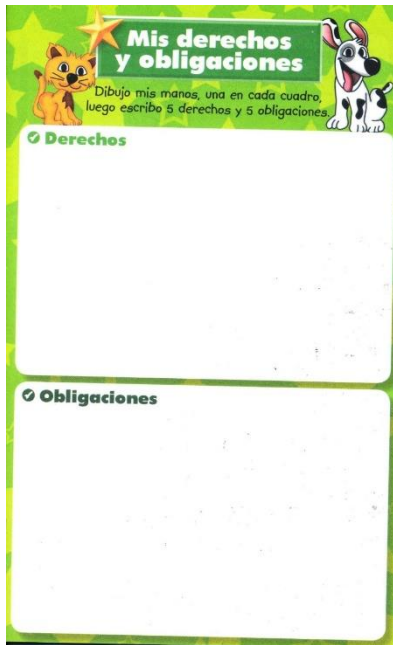 Mis derechos
y obligaciones
Dibujo mis manos, una en cada cuadro,
luego escribo 5 derechos y 5 obligaciones.
Derechos
Obligaciones